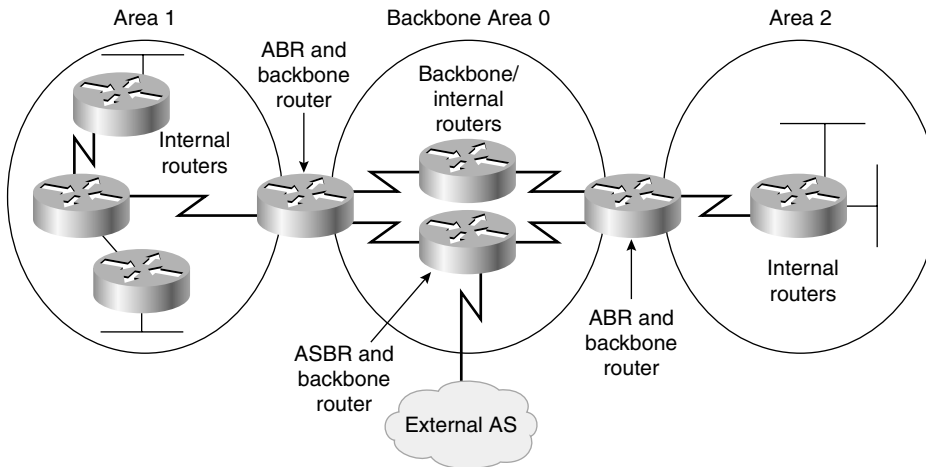 Area 1
Backbone Area 0
Area 2
ABR and
backbone
router
Backbone/
internal
routers
Internal
routers
Internal
routers
ASBR and
backbone
router
ABR and
backbone
router
External AS